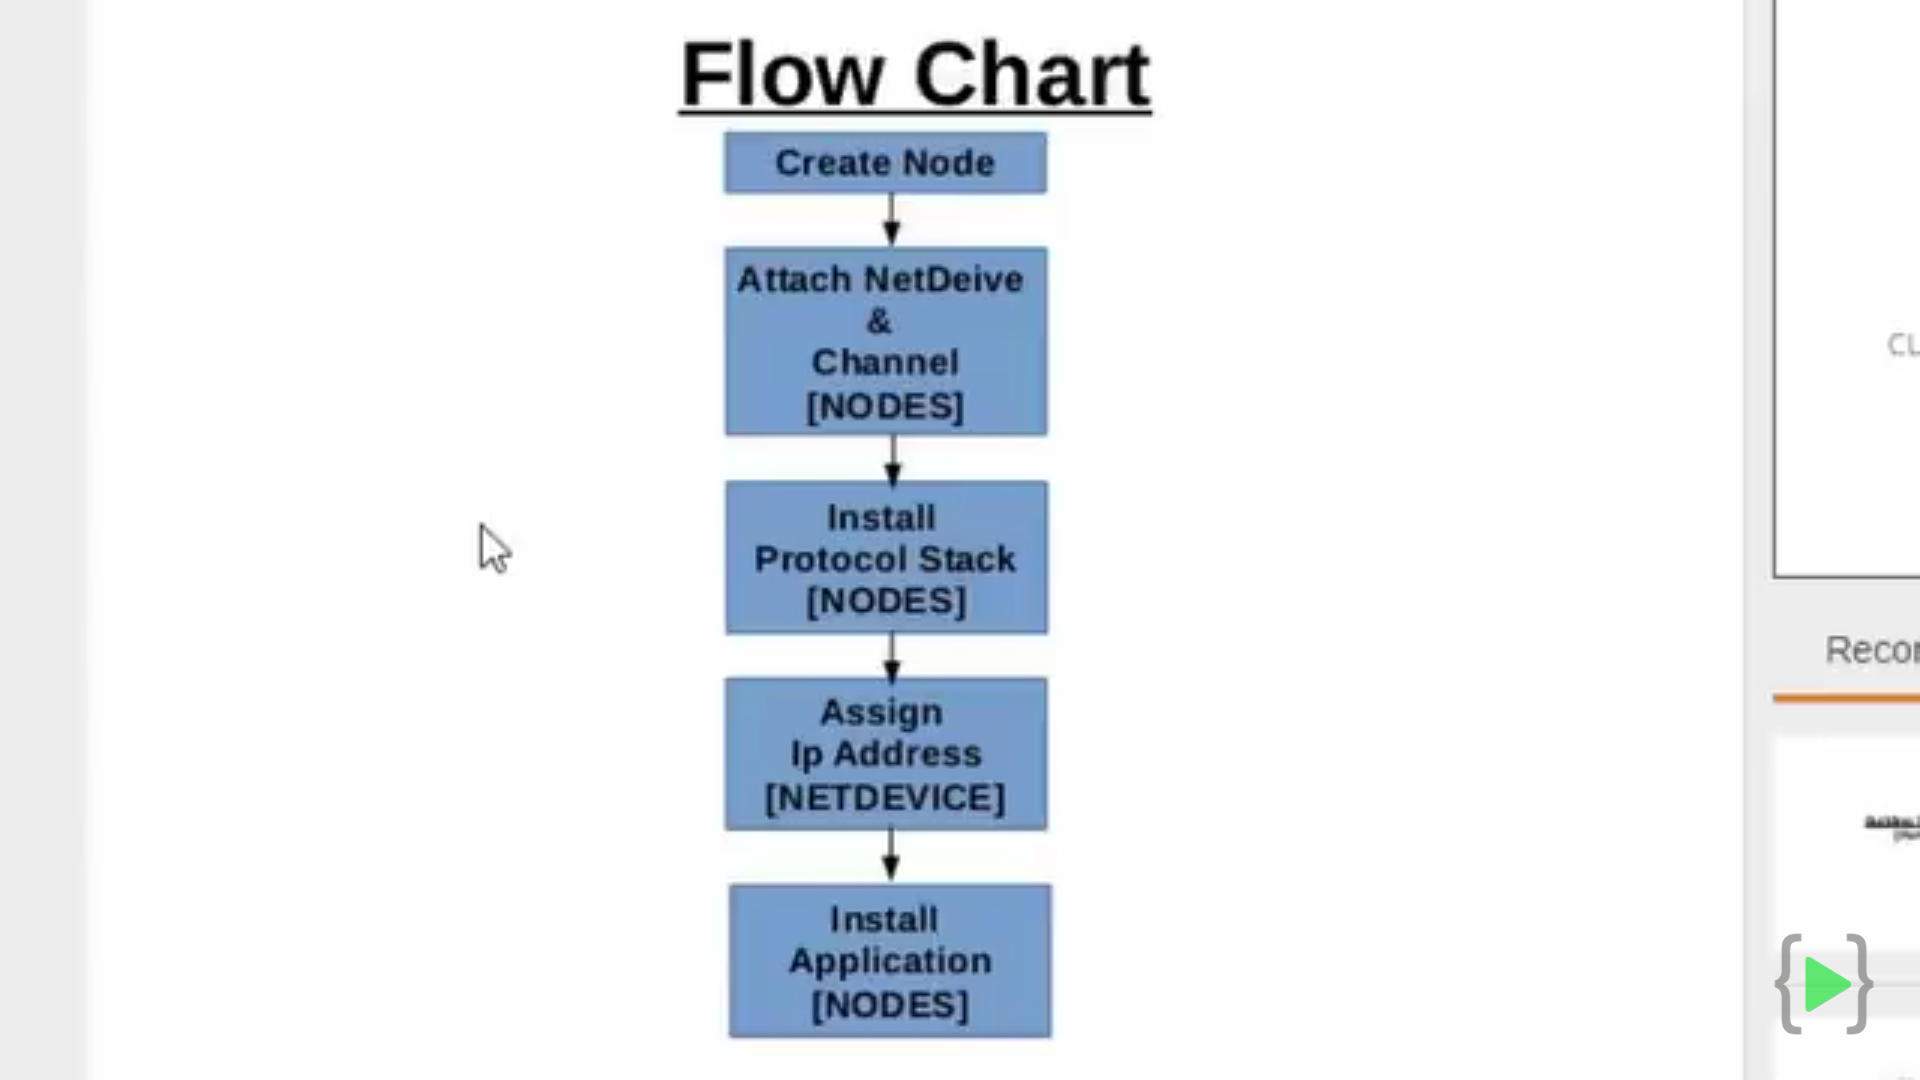 Flow Chart
Create Node
Attach NetDeive
&
Channel
[NODES]
Install
Protocol Stack
[NODES]
Assign
Ip Address
[NETDEVICE]
Install
Application
[NODES]
CL
Recor